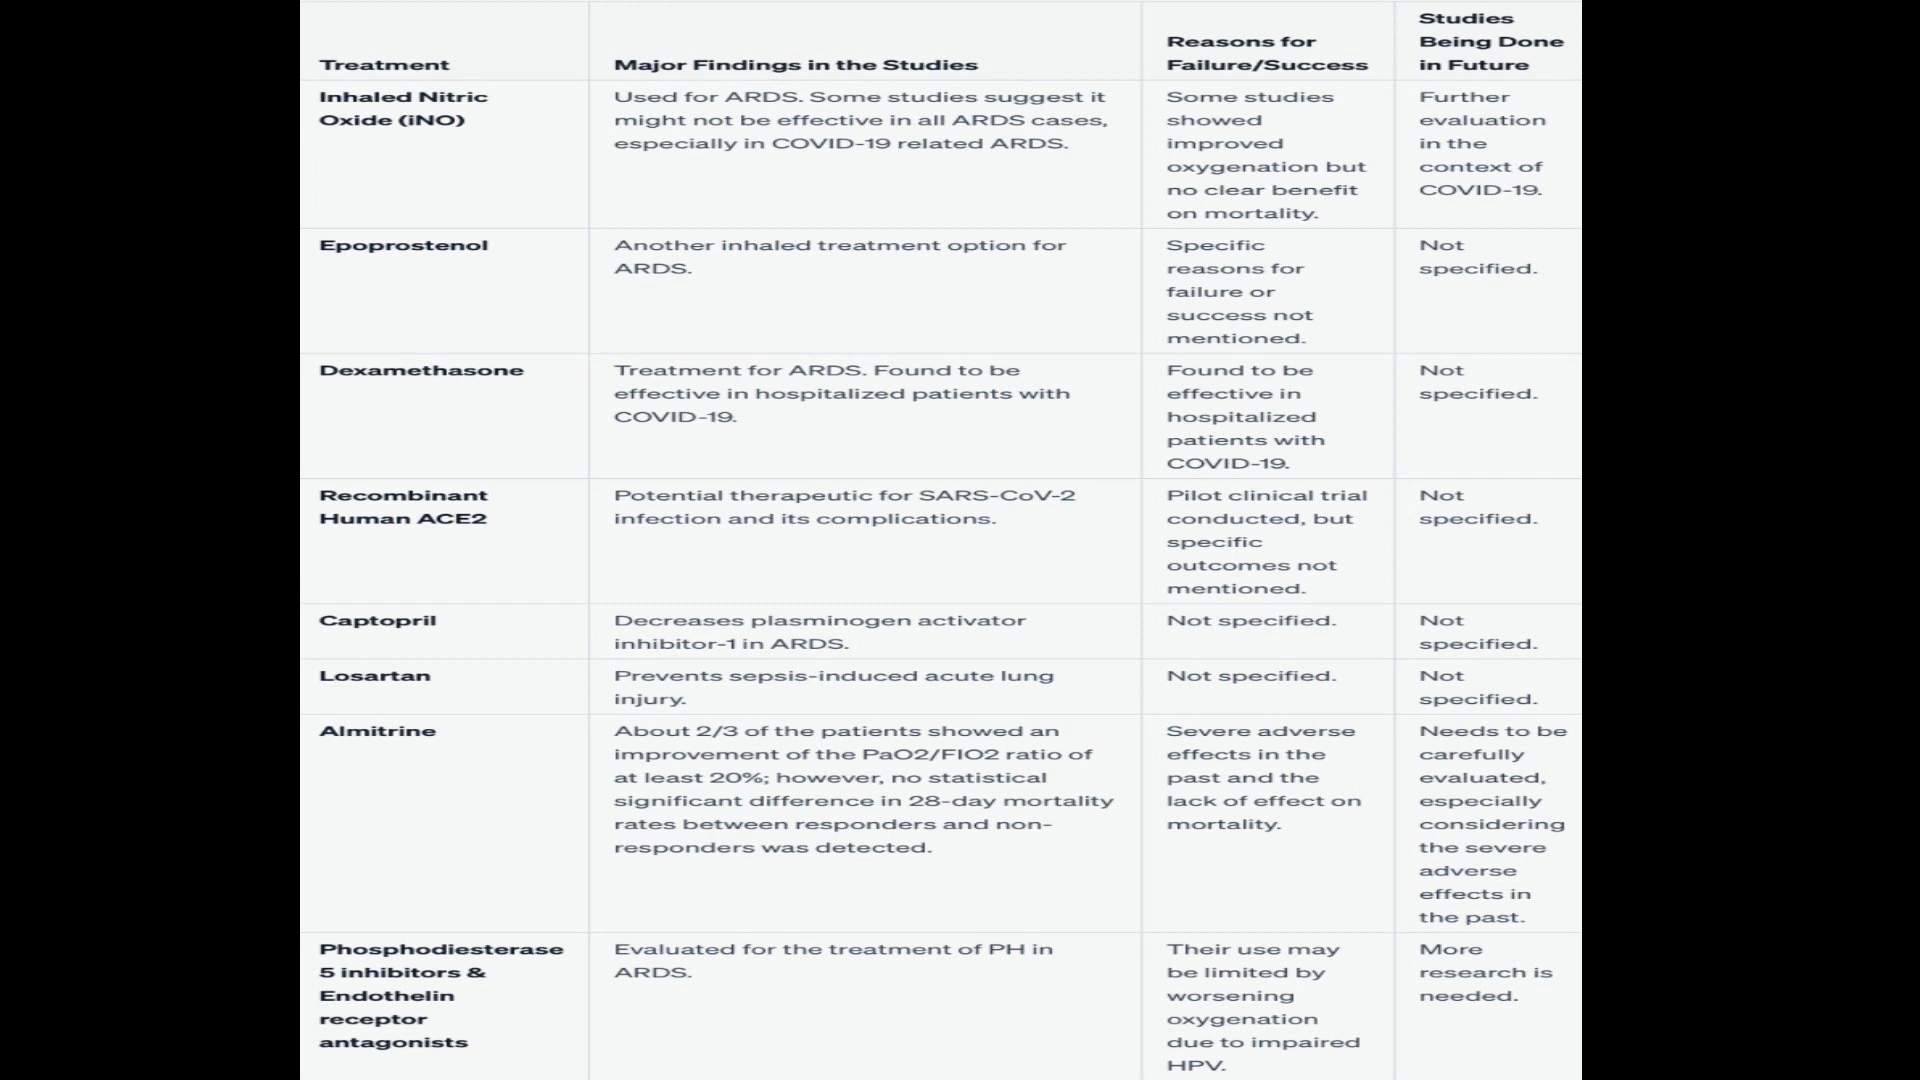 Treatment
Major Findings in the Studies
Reasons for
Failure/Success
Studies
Being Done
in Future
Inhaled Nitric
Oxide (iNO)
Used for ARDS. Some studies suggest it
might not be effective in all ARDS cases,
especially in COVID-19 related ARDS.
Some studies
showed
improved
oxygenation but
no clear benefit
on mortality.
Further
evaluation
in the
context of
COVID-19.
Epoprostenol
Another inhaled treatment option for
ARDS.
Specific
reasons for
failure or
success not
mentioned.
Not
specified.
Dexamethasone
Treatment for ARDS. Found to be
effective in hospitalized patients with
COVID-19.
Found to be
effective in
hospitalized
patients with
COVID-19.
Not
specified.
Recombinant
Human ACE2
Potential therapeutic for SARS-CoV-2
infection and its complications.
Pilot clinical trial
conducted, but
specific
outcomes not
mentioned.
Not
specified.
Captopril
Decreases plasminogen activator
inhibitor-1 in ARDS.
Not specified.
Not
specified.
Losartan
Prevents sepsis-induced acute lung
injury.
Not specified.
Not
specified.
Almitrine
About 2/3 of the patients showed an
improvement of the PaO2/FIO2 ratio of
at least 20%; however, no statistical
significant difference in 28-day mortality
rates between responders and non-
responders was detected.
Severe adverse
effects in the
past and the
lack of effect on
mortality.
Needs to be
carefully
evaluated,
especially
considering
the severe
adverse
effects in
the past.
Phosphodiesterase
5 inhibitors &
Endothelin
receptor
antagonists
Evaluated for the treatment of PH in
ARDS.
Their use may
be limited by
worsening
oxygenation
due to impaired
HPV.
More
research is
needed.